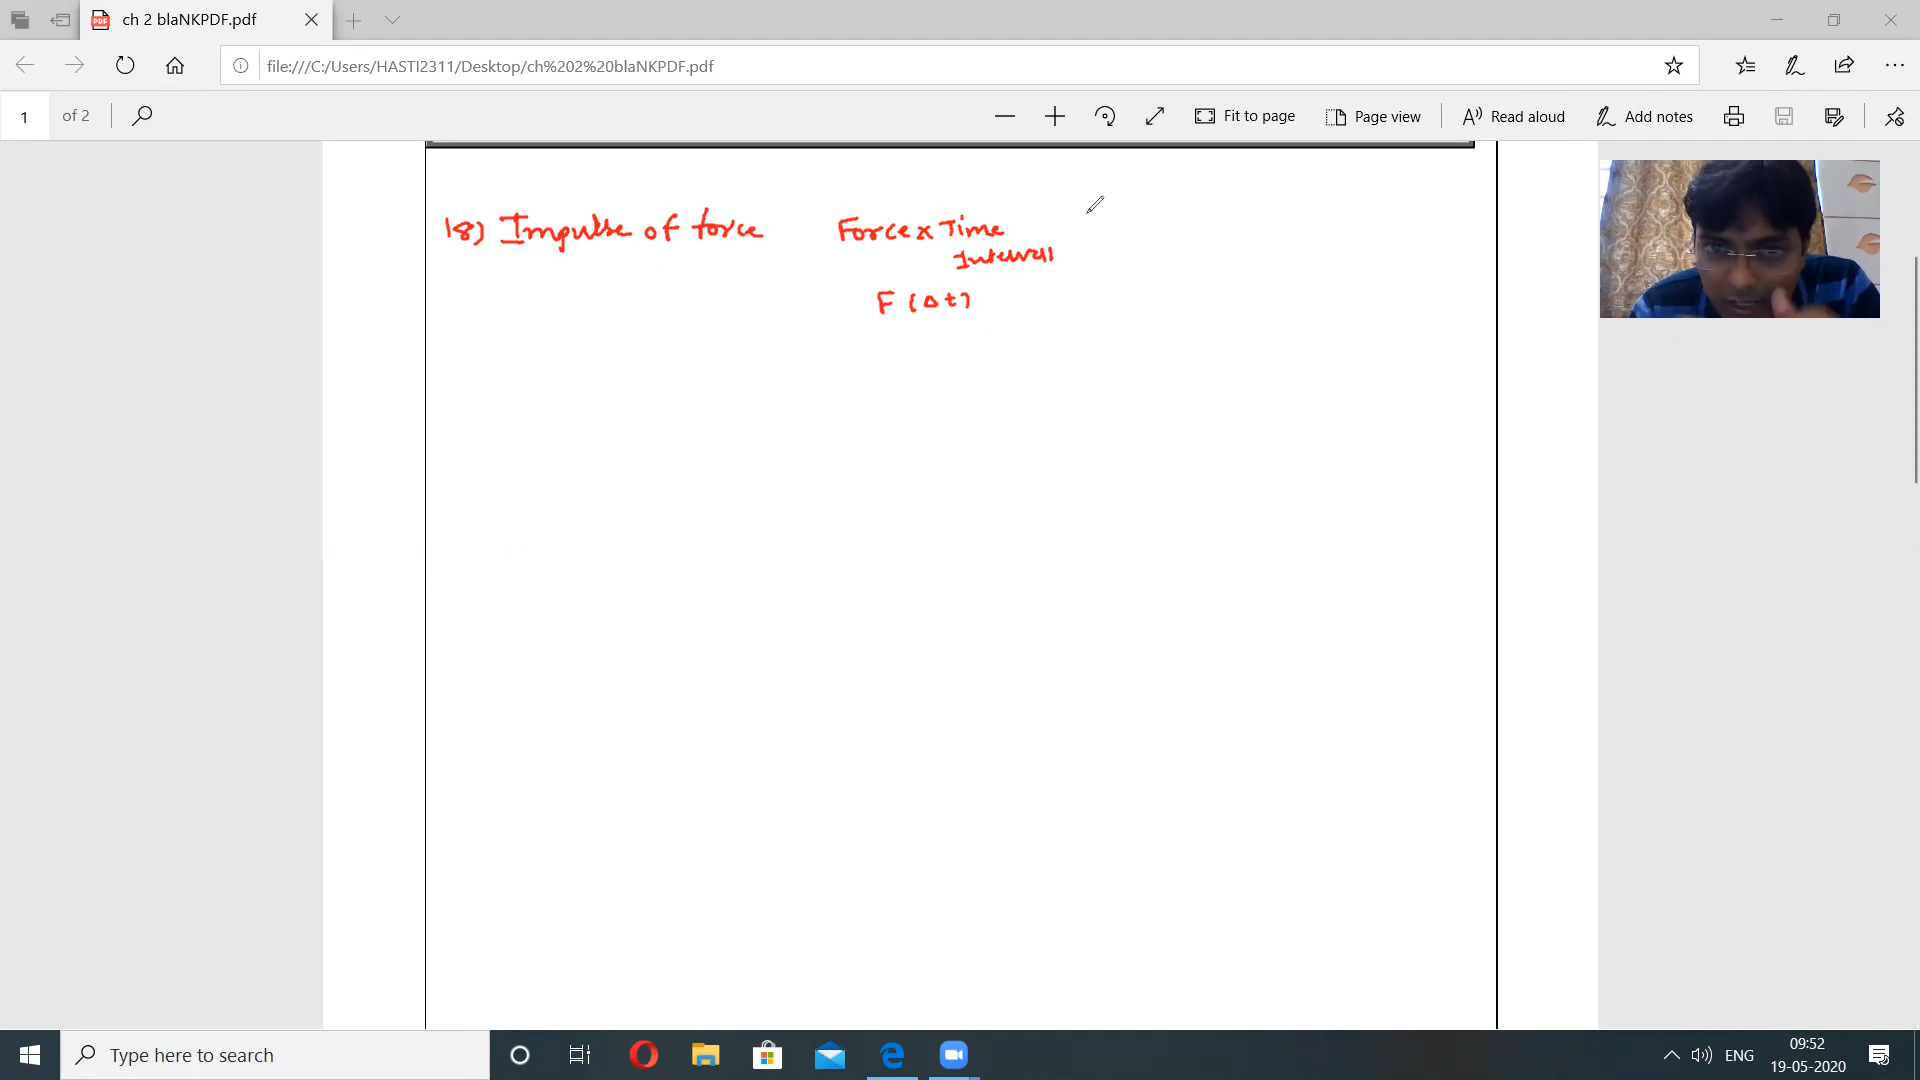 ch 2 blaNKPDF.pdf
file:///C:/Users/HASTI2311/Desktop/ch%202%20blaNKPDF.pdf
1 of 2 Fit to page Page view Read aloud Add notes
18) Impulse of force Force x Time
Intervall
F (Δt)
Type here to search
ENG
09:52
19-05-2020